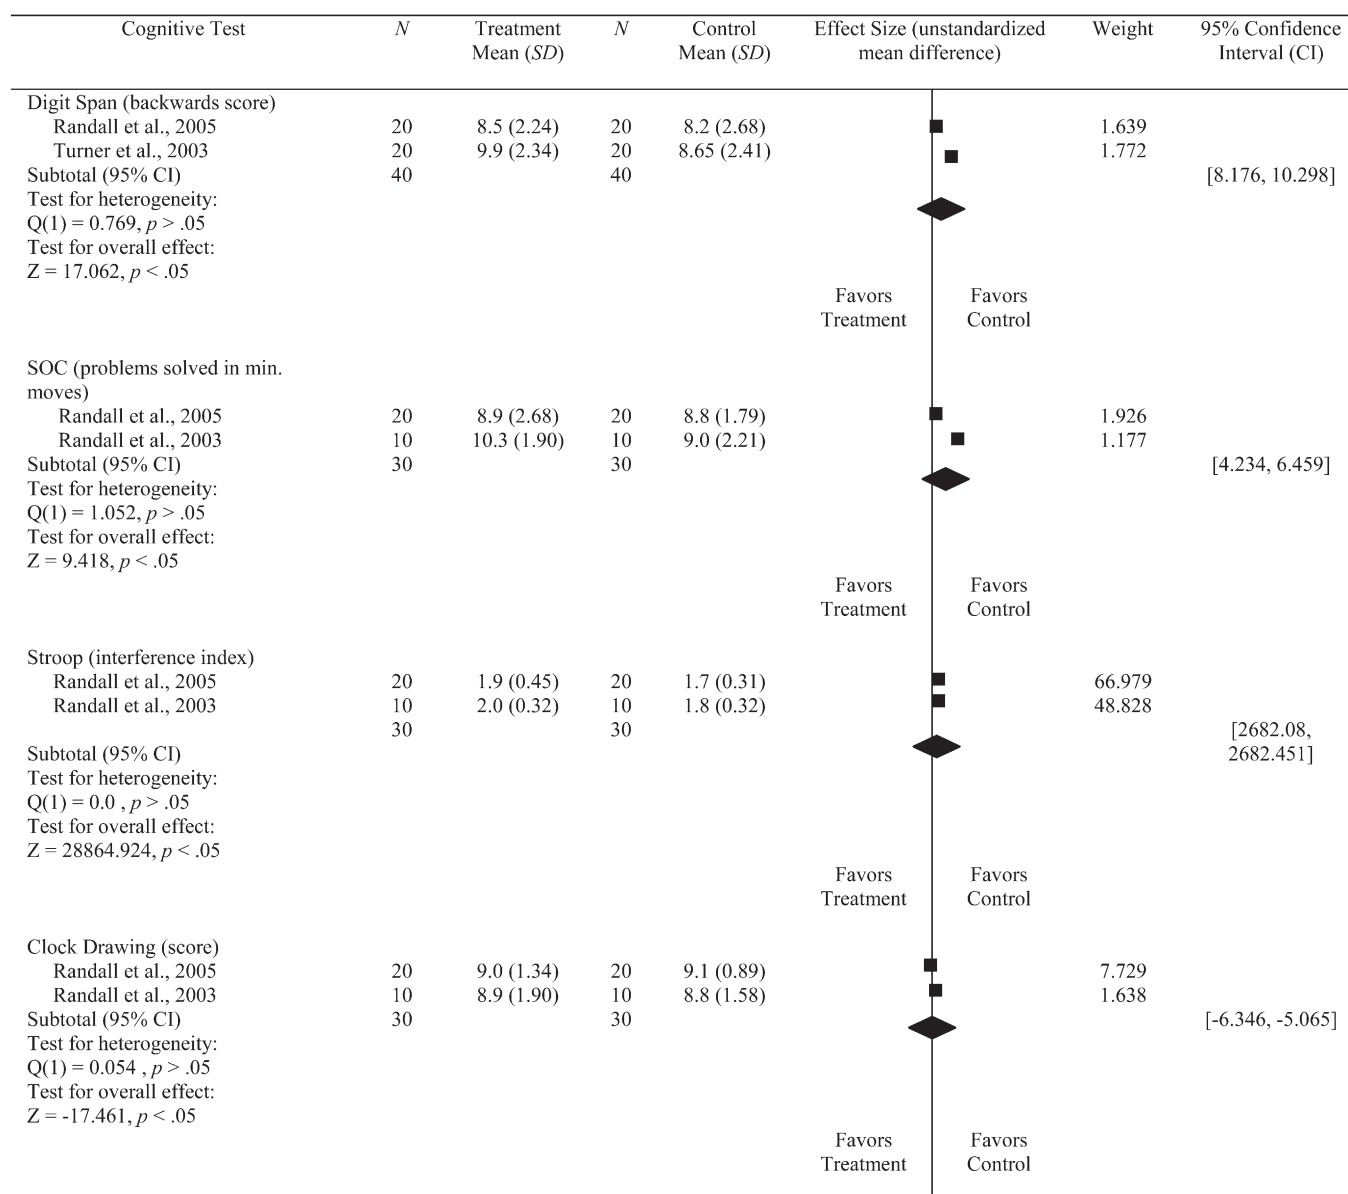 Cognitive Test N Treatment N Control Effect Size (unstandardized Weight 95% Confidence
Mean (SD) Mean (SD) mean difference) Interval (CI)
Digit Span (backwards score)
Randall et al., 2005 20 8.5 (2.24) 20 8.2 (2.68) 1.639
Turner et al., 2003 20 9.9 (2.34) 20 8.65 (2.41) 1.772
Subtotal (95% CI) 40 40 [8.176, 10.298]
Test for heterogeneity:
Q(1) = 0.769, p > .05
Test for overall effect:
Z = 17.062, p < .05
Favors Favors
Treatment Control
SOC (problems solved in min.
moves)
Randall et al., 2005 20 8.9 (2.68) 20 8.8 (1.79) 1.926
Randall et al., 2003 10 10.3 (1.90) 10 9.0 (2.21) 1.177
Subtotal (95% CI) 30 30 [4.234, 6.459]
Test for heterogeneity:
Q(1) = 1.052, p > .05
Test for overall effect:
Z = 9.418, p < .05
Favors Favors
Treatment Control
Stroop (interference index)
Randall et al., 2005 20 1.9 (0.45) 20 1.7 (0.31) 66.979
Randall et al., 2003 10 2.0 (0.32) 10 1.8 (0.32) 48.828
30 30 [2682.08,
Subtotal (95% CI) 2682.451]
Test for heterogeneity:
Q(1) = 0.0 , p > .05
Test for overall effect:
Z = 28864.924, p < .05
Favors Favors
Treatment Control
Clock Drawing (score)
Randall et al., 2005 20 9.0 (1.34) 20 9.1 (0.89) 7.729
Randall et al., 2003 10 8.9 (1.90) 10 8.8 (1.58) 1.638
Subtotal (95% CI) 30 30 [-6.346, -5.065]
Test for heterogeneity:
Q(1) = 0.054 , p > .05
Test for overall effect:
Z = -17.461, p < .05
Favors Favors
Treatment Control